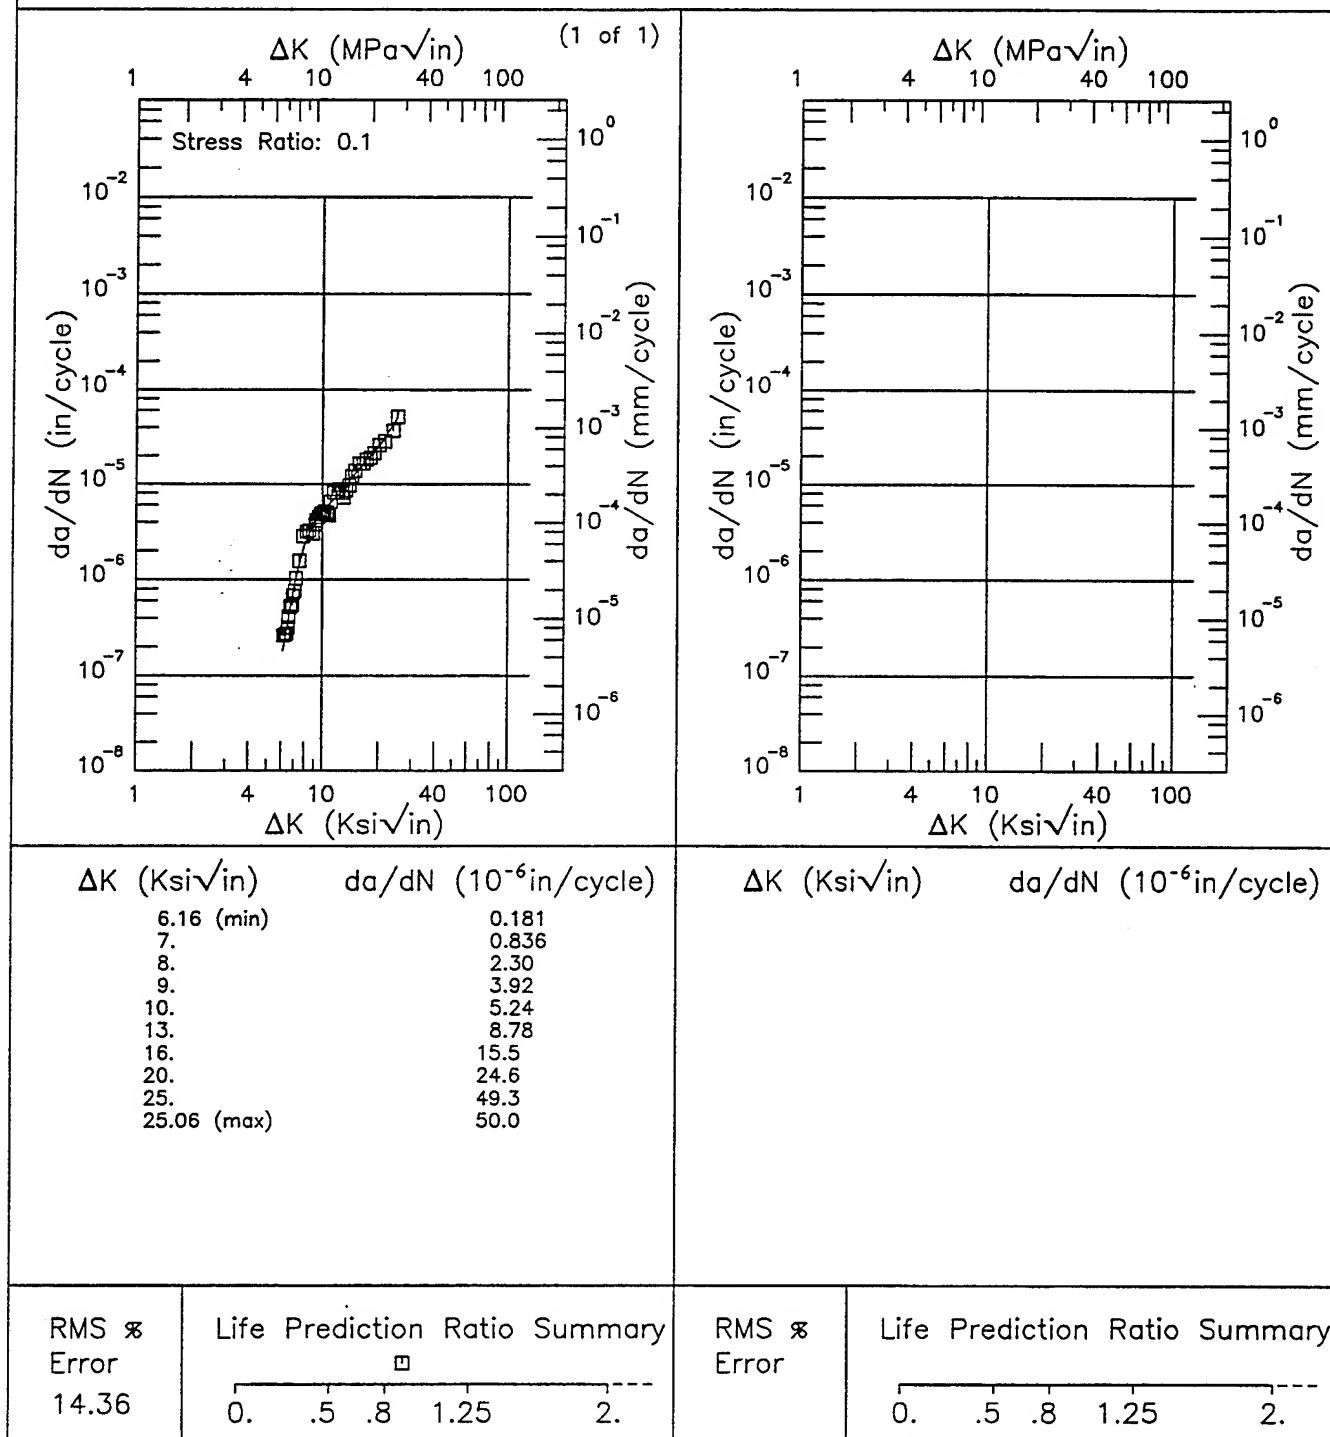 ΔK (MPa√in) (1 of 1)
1 4 10 40 100
Stress Ratio: 0.1
10⁰
10⁻²
10⁻¹
10⁻³
10⁻²
10⁻⁴
10⁻³
10⁻⁵
10⁻⁴
10⁻⁶
10⁻⁵
10⁻⁷
10⁻⁶
10⁻⁸
da/dN (in/cycle)
da/dN (mm/cycle)
1 4 10 40 100
ΔK (Ksi√in)
ΔK (MPa√in)
1 4 10 40 100
10⁰
10⁻²
10⁻¹
10⁻³
10⁻²
10⁻⁴
10⁻³
10⁻⁵
10⁻⁴
10⁻⁶
10⁻⁵
10⁻⁷
10⁻⁶
10⁻⁸
da/dN (in/cycle)
da/dN (mm/cycle)
1 4 10 40 100
ΔK (Ksi√in)
ΔK (Ksi√in) da/dN (10⁻⁶in/cycle)
6.16 (min) 0.181
7. 0.836
8. 2.30
9. 3.92
10. 5.24
13. 8.78
16. 15.5
20. 24.6
25. 49.3
25.06 (max) 50.0
ΔK (Ksi√in) da/dN (10⁻⁶in/cycle)
RMS %
Error
14.36
Life Prediction Ratio Summary
0. .5 .8 1.25 2.
RMS %
Error
Life Prediction Ratio Summary
0. .5 .8 1.25 2.